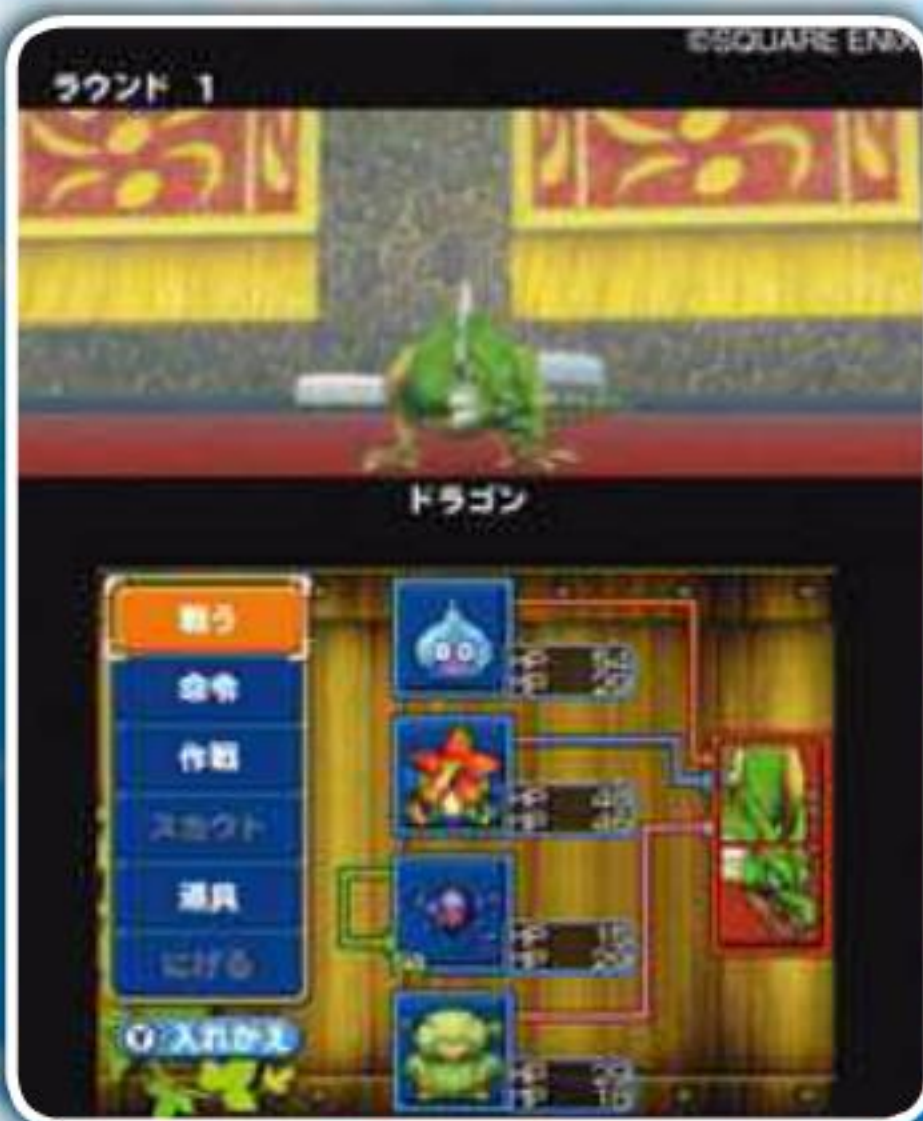 ©SQUARE ENIX
ラウンド 1
ドラゴン
戦う
命令
作戦
スカウト
道具
にげる
Y 入れかえ